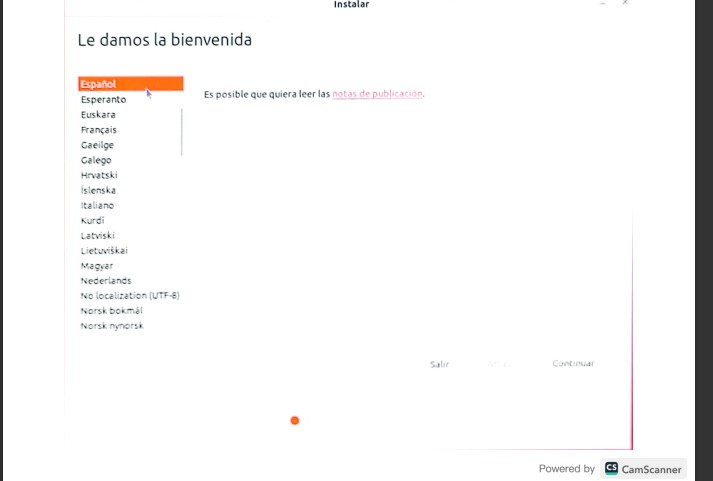 Instalar
Le damos la bienvenida
Español
Es posible que quiera leer las notas de publicación.
Esperanto
Euskara
Français
Gaeilge
Galego
Hrvatski
Íslenska
Italiano
Kurdî
Latviski
Lietuviškai
Magyar
Nederlands
No localization (UTF-8)
Norsk bokmål
Norsk nynorsk
Salir
Continuar
Powered by CS CamScanner